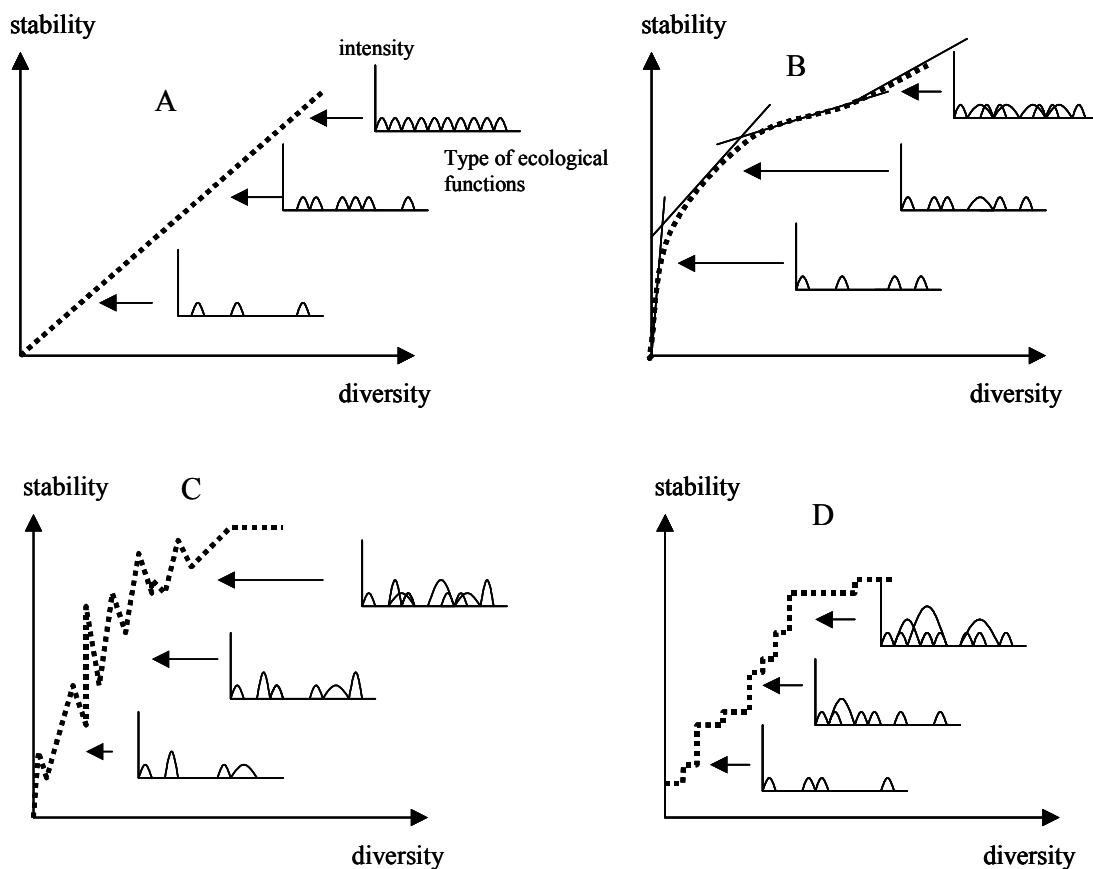 stability
A
intensity
Type of ecological
functions
diversity
stability
B
diversity
stability
C
diversity
stability
D
diversity